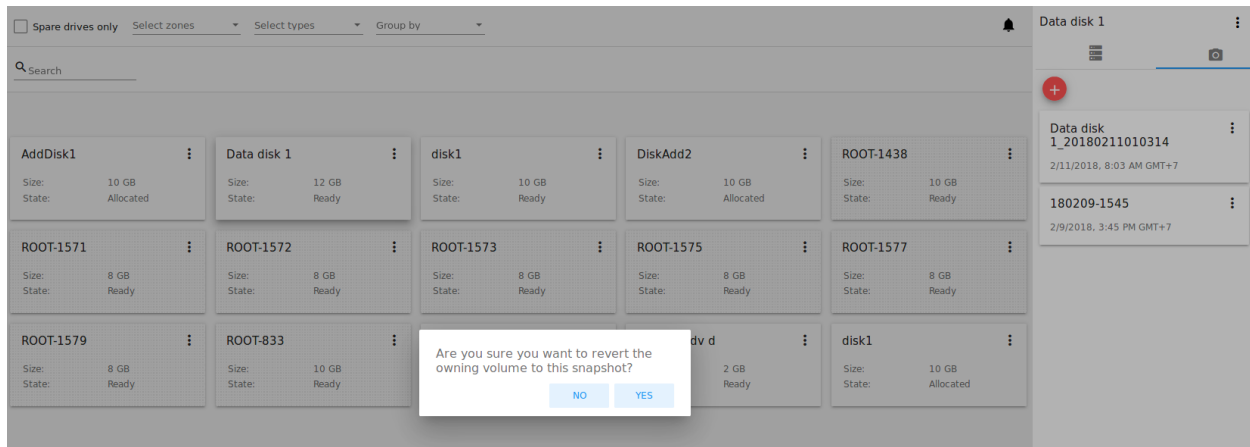 Spare drives only
Select zones
Select types
Group by
Data disk 1
Search
AddDisk1
Size: 10 GB
State: Allocated
Data disk 1
Size: 12 GB
State: Ready
disk1
Size: 10 GB
State: Ready
DiskAdd2
Size: 10 GB
State: Allocated
ROOT-1438
Size: 10 GB
State: Ready
ROOT-1571
Size: 8 GB
State: Ready
ROOT-1572
Size: 8 GB
State: Ready
ROOT-1573
Size: 8 GB
State: Ready
ROOT-1575
Size: 8 GB
State: Ready
ROOT-1577
Size: 8 GB
State: Ready
ROOT-1579
Size: 8 GB
State: Ready
ROOT-833
Size: 10 GB
State: Ready
Are you sure you want to revert the
owning volume to this snapshot?
NO YES
dv d
2 GB
Ready
disk1
Size: 10 GB
State: Allocated
Data disk
1_20180211010314
2/11/2018, 8:03 AM GMT+7
180209-1545
2/9/2018, 3:45 PM GMT+7